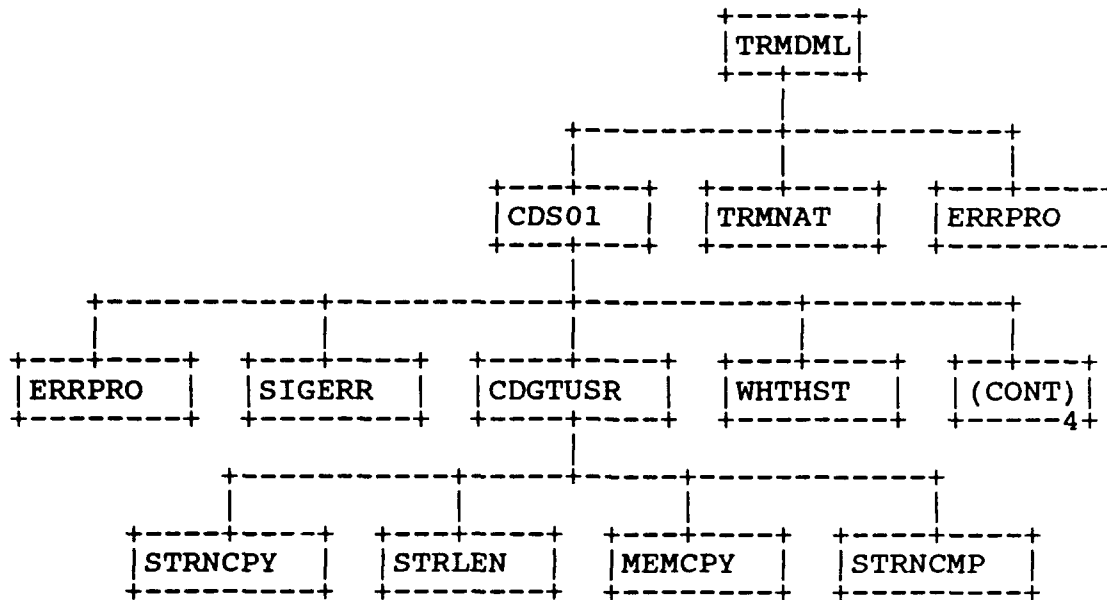 TRMDML
CDS01 TRMNAT ERRPRO
ERRPRO SIGERR CDGTUSR WHTHST (CONT)
4
STRNCPY STRLEN MEMCPY STRNCMP